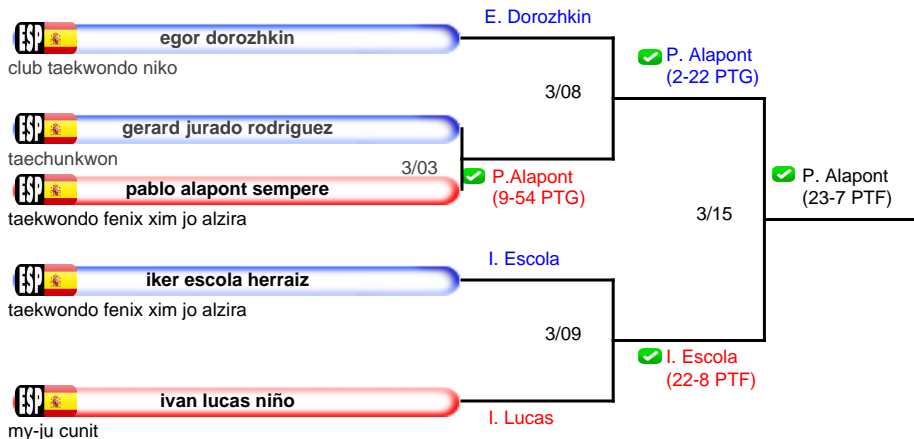 E. Dorozhkin
ESP egor dorozhkin
club taekwondo niko
P. Alapont
(2-22 PTG)
3/08
ESP gerard jurado rodriguez
taechunkwon
3/03
P.Alapont
(9-54 PTG)
ESP pablo alapont sempere
taekwondo fenix xim jo alzira
P. Alapont
(23-7 PTF)
3/15
I. Escola
ESP iker escola herraiz
taekwondo fenix xim jo alzira
3/09
I. Escola
(22-8 PTF)
ESP ivan lucas niño
my-ju cunit
I. Lucas